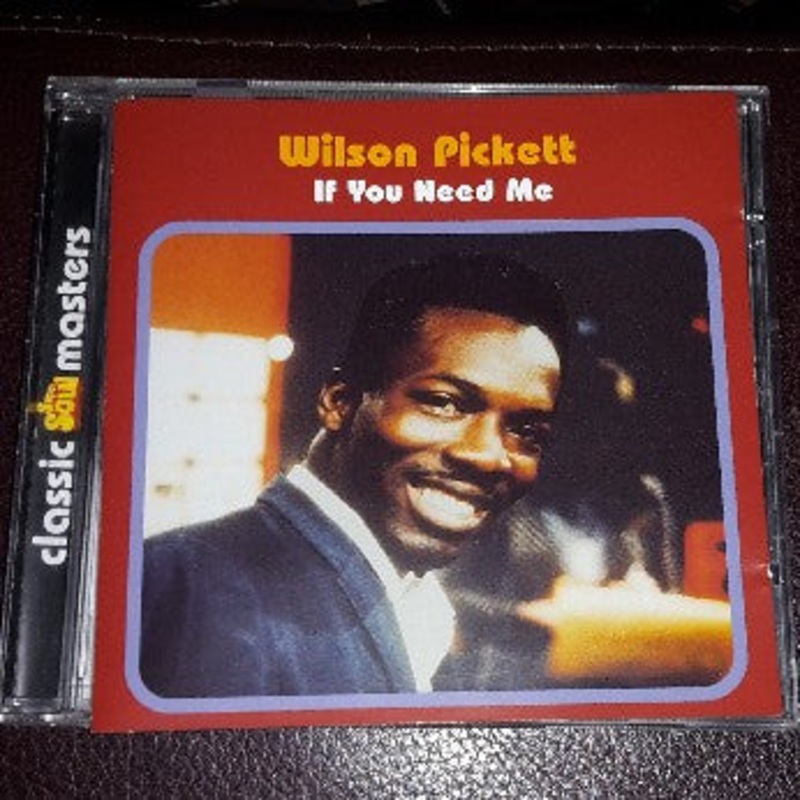 Wilson Pickett
If You Need Me
classic soul masters